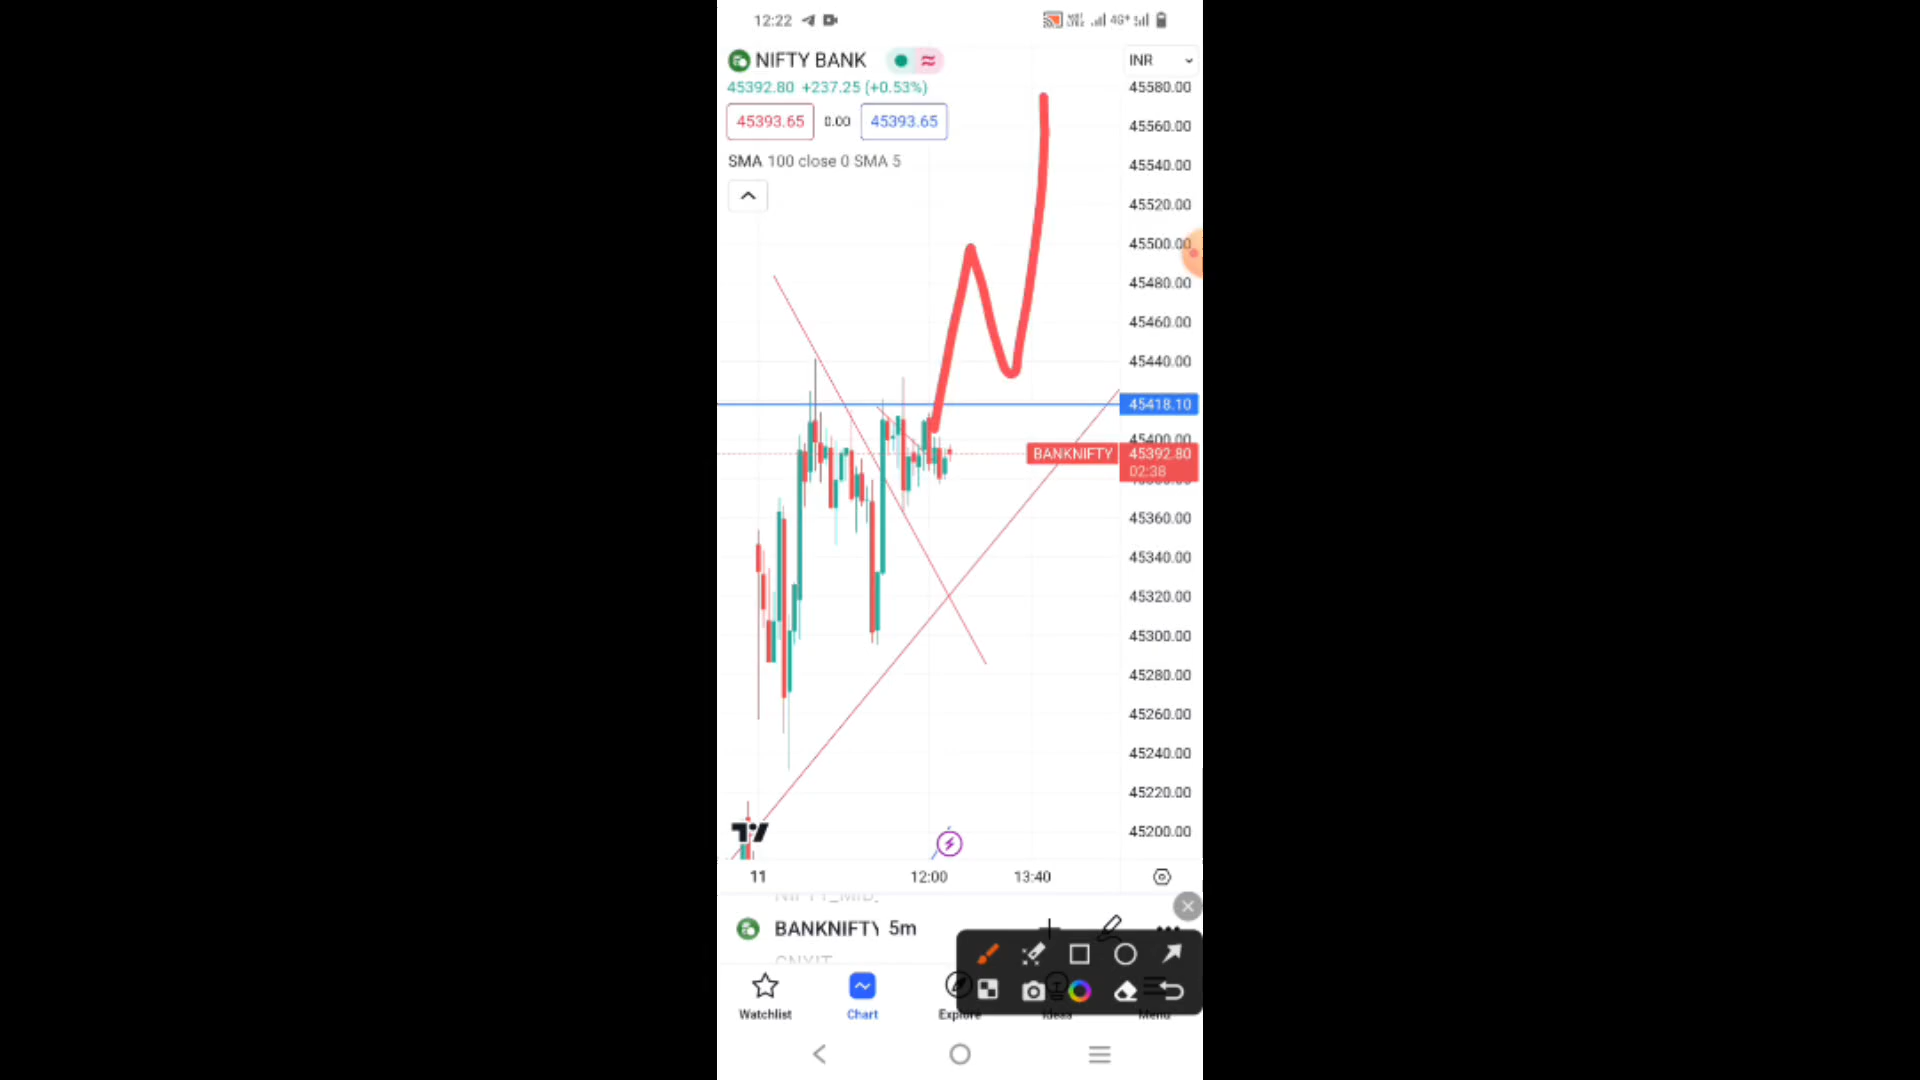 12:22 4G+
NIFTY BANK INR
45392.80 +237.25 (+0.53%)
45393.65 0.00 45393.65
SMA 100 close 0 SMA 5
45580.00
45560.00
45540.00
45520.00
45500.00
45480.00
45460.00
45440.00
45418.10
45400.00
BANKNIFTY 45392.80
02:38
45360.00
45340.00
45320.00
45300.00
45280.00
45260.00
45240.00
45220.00
45200.00
11 12:00 13:40
BANKNIFTY 5m
Watchlist Chart Explore Ideas Menu